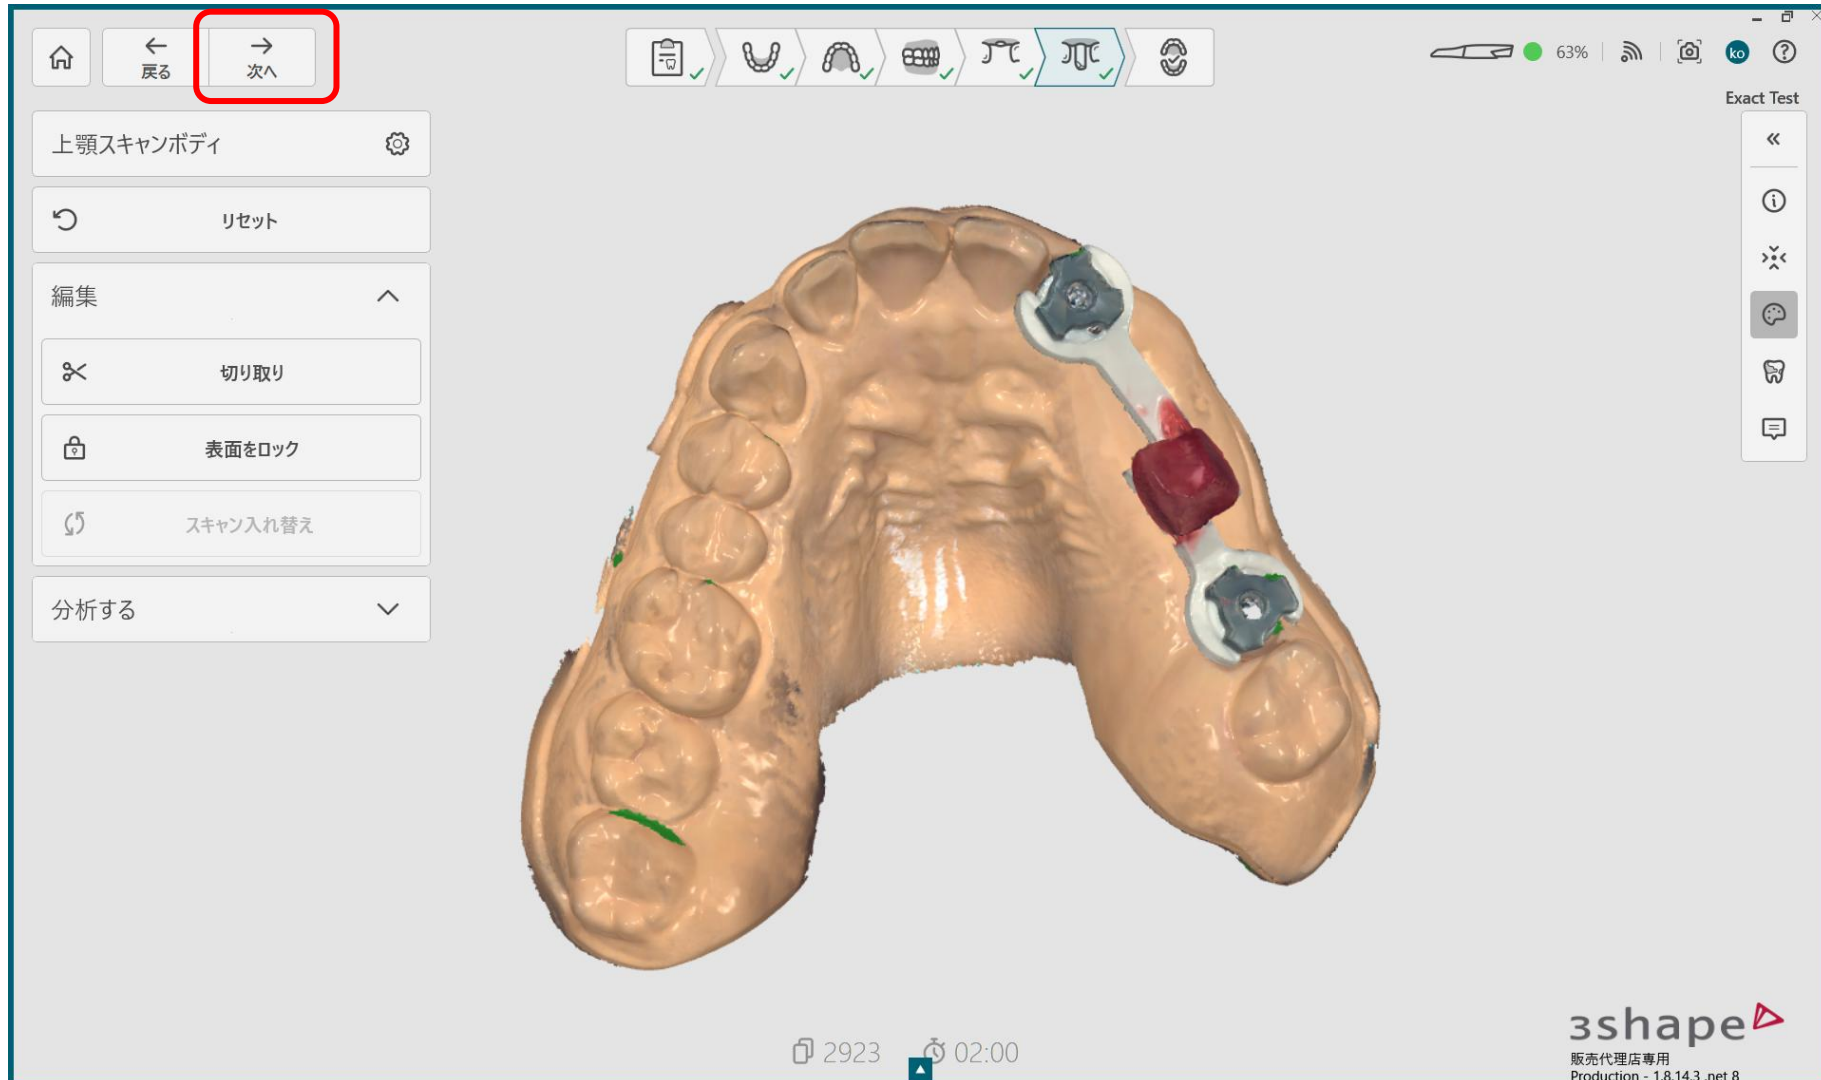 戻る
次へ
63%
ko
Exact Test
上顎スキャンボディ
リセット
編集
切り取り
表面をロック
スキャン入れ替え
分析する
2923
02:00
3shape
販売代理店専用
Production - 1.8.14.3 .net 8